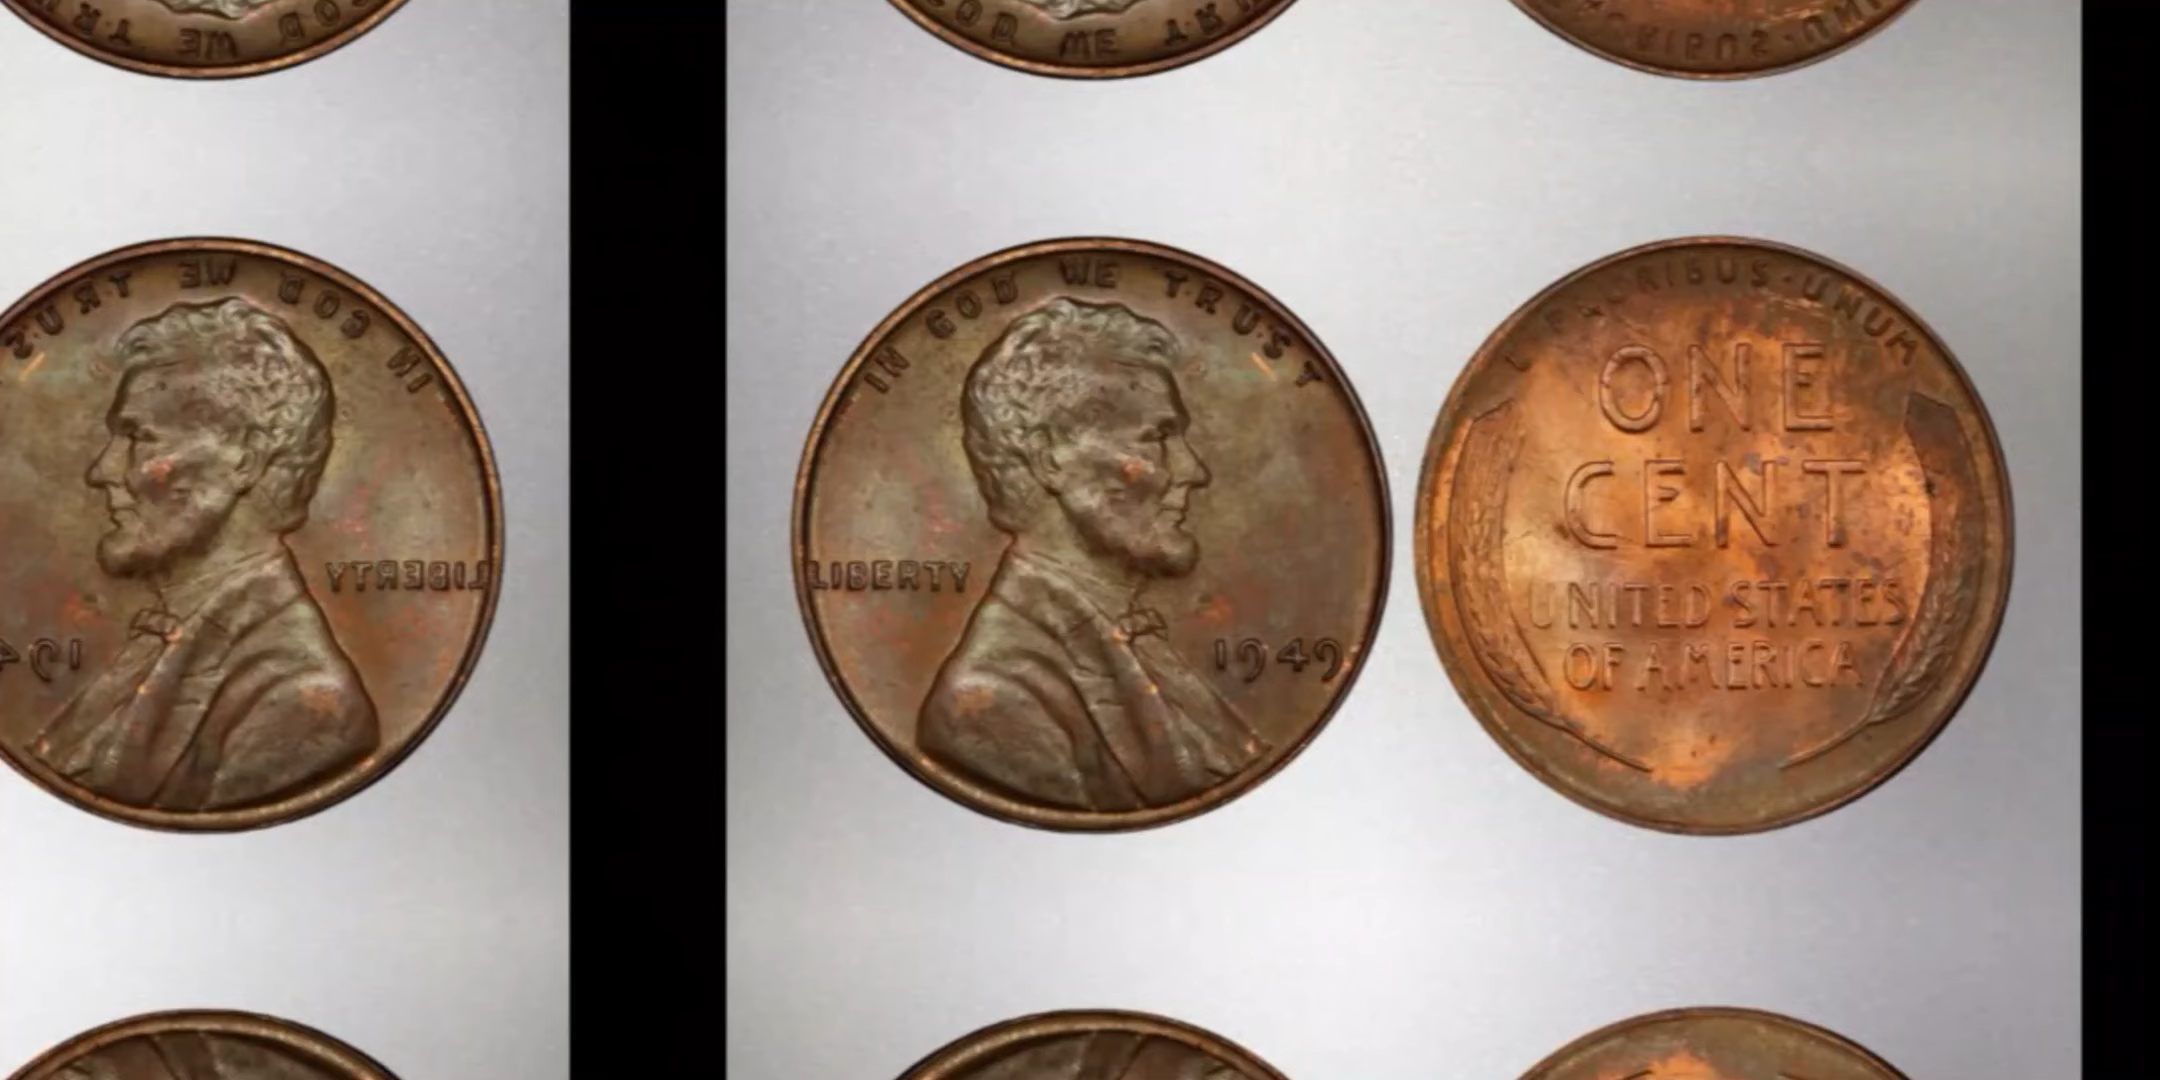 IN GOD WE TRUST
LIBERTY
1949
PLURIBUS · UNUM
ONE
CENT
UNITED STATES
OF AMERICA